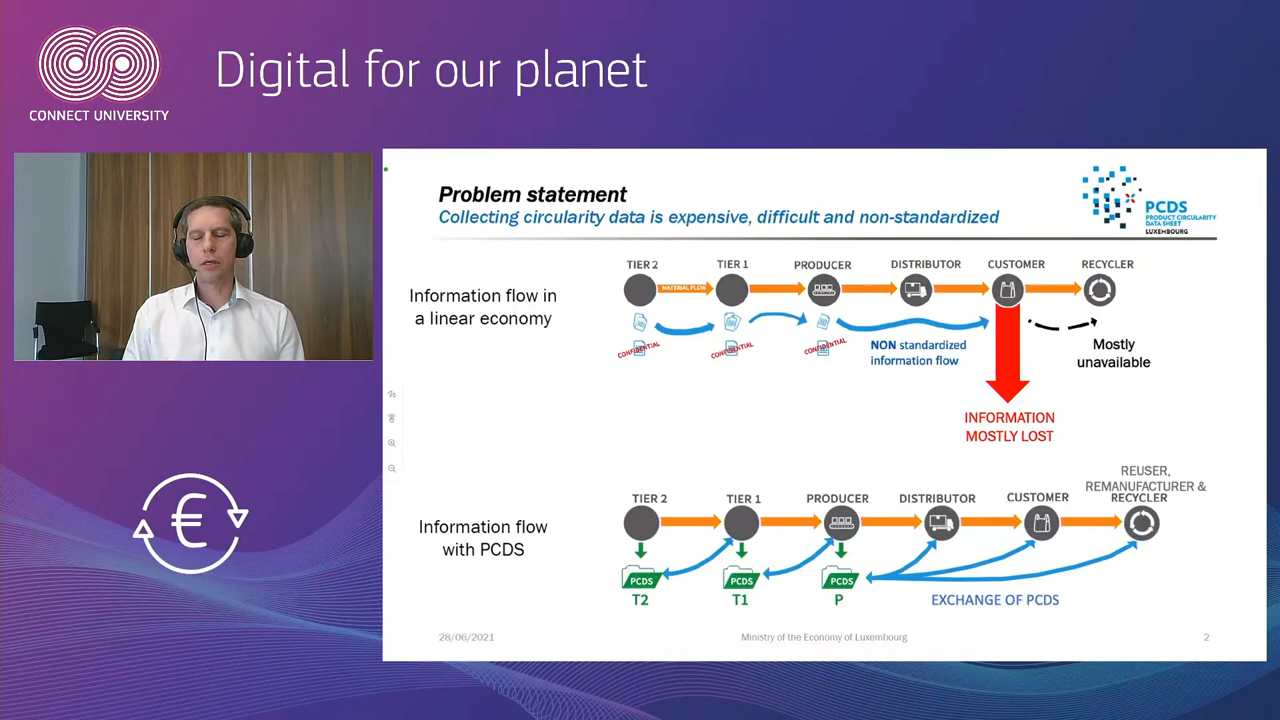 Digital for our planet
CONNECT UNIVERSITY
Problem statement
Collecting circularity data is expensive, difficult and non-standardized
PCDS
PRODUCT CIRCULARITY
DATA SHEET
LUXEMBOURG
Information flow in
a linear economy
TIER 2
TIER 1
PRODUCER
DISTRIBUTOR
CUSTOMER
RECYCLER
MATERIAL FLOW
CONFIDENTIAL
CONFIDENTIAL
CONFIDENTIAL
NON standardized
information flow
Mostly
unavailable
INFORMATION
MOSTLY LOST
Information flow
with PCDS
TIER 2
TIER 1
PRODUCER
DISTRIBUTOR
CUSTOMER
REUSER,
REMANUFACTURER &
RECYCLER
PCDS
PCDS
PCDS
T2
T1
P
EXCHANGE OF PCDS
28/06/2021
Ministry of the Economy of Luxembourg
2